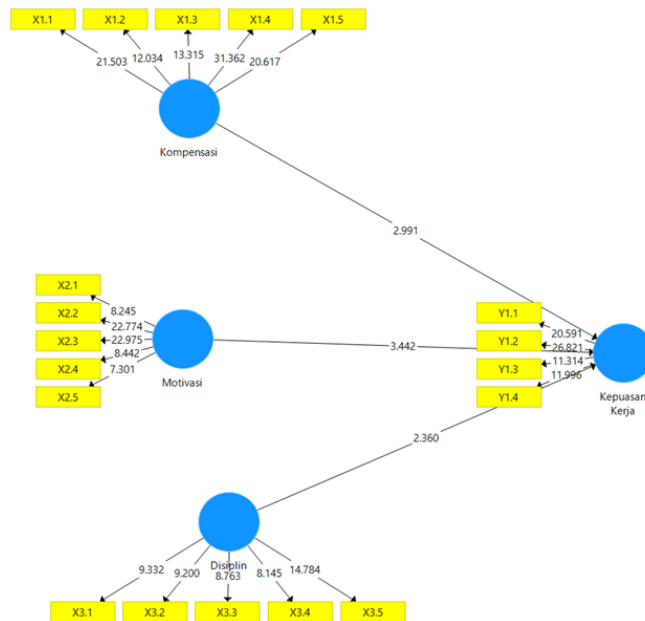 X1.1 X1.2 X1.3 X1.4 X1.5
21.503 12.034 13.315 31.362 20.617
Kompensasi
2.991
X2.1
X2.2
X2.3
X2.4
X2.5
8.245
22.774
22.975
8.442
7.301
Motivasi
3.442
Y1.1
Y1.2
Y1.3
Y1.4
20.591
26.821
11.314
11.996
Kepuasan
Kerja
2.360
Disiplin
9.332 9.200 8.763 8.145 14.784
X3.1 X3.2 X3.3 X3.4 X3.5